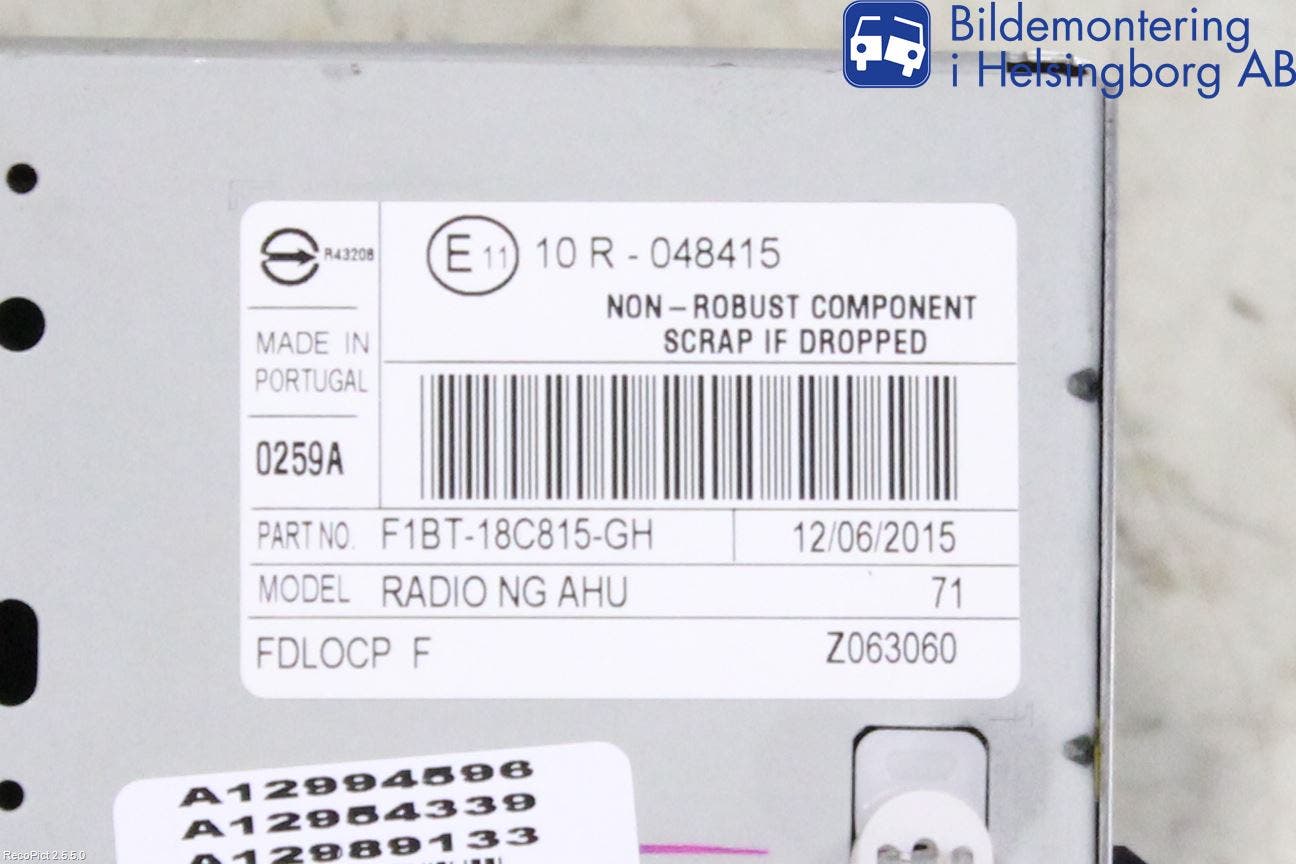 Bildemontering
i Helsingborg AB
R43208
E 11 10 R - 048415
NON - ROBUST COMPONENT
SCRAP IF DROPPED
MADE IN
PORTUGAL
0259A
PART NO. F1BT-18C815-GH 12/06/2015
MODEL RADIO NG AHU 71
FDLOCP F Z063060
A12994596
A12954339
A12989133
RecoPict 2.5.5.0